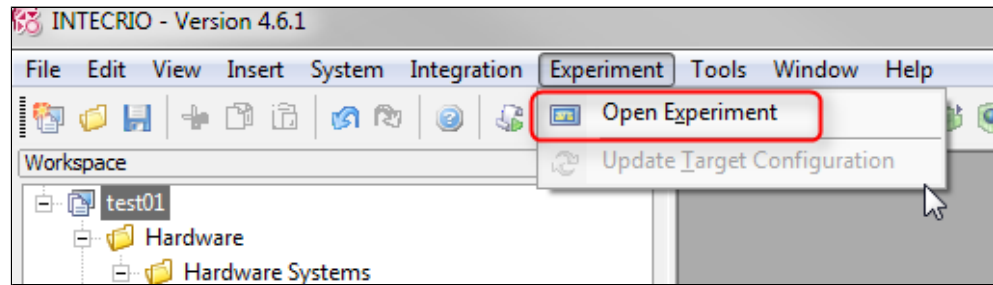 INTECRIO - Version 4.6.1
File Edit View Insert System Integration Experiment Tools Window Help
Open Experiment
Workspace
Update Target Configuration
test01
Hardware
Hardware Systems